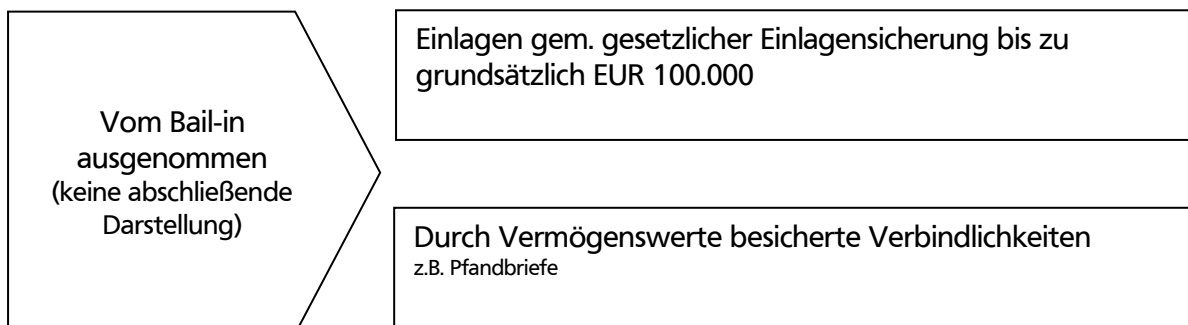 Vom Bail-in
ausgenommen
(keine abschließende
Darstellung)
Einlagen gem. gesetzlicher Einlagensicherung bis zu
grundsätzlich EUR 100.000
Durch Vermögenswerte besicherte Verbindlichkeiten
z.B. Pfandbriefe